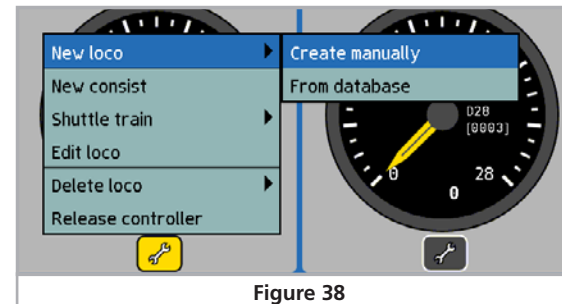 New loco
New consist
Shuttle train
Edit loco
Delete loco
Release controller
Create manually
From database
D28
[0003]
0
28
0
Figure 38